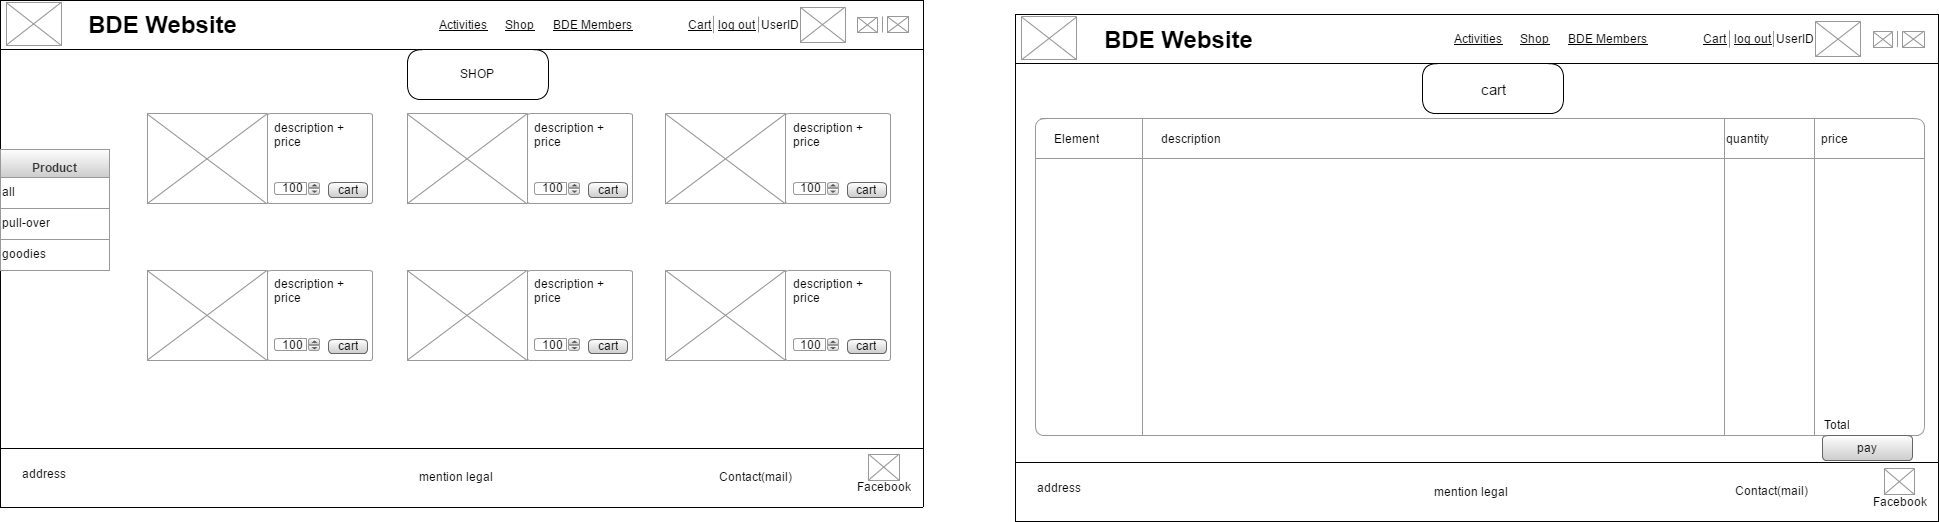 BDE Website
Activities Shop BDE Members
Cart log out UserID
SHOP
Product
all
pull-over
goodies
description +
price
100 cart
description +
price
100 cart
description +
price
100 cart
description +
price
100 cart
description +
price
100 cart
description +
price
100 cart
address
mention legal
Contact(mail)
Facebook
BDE Website
Activities Shop BDE Members
Cart log out UserID
cart
Element description quantity price
Total
pay
address
mention legal
Contact(mail)
Facebook